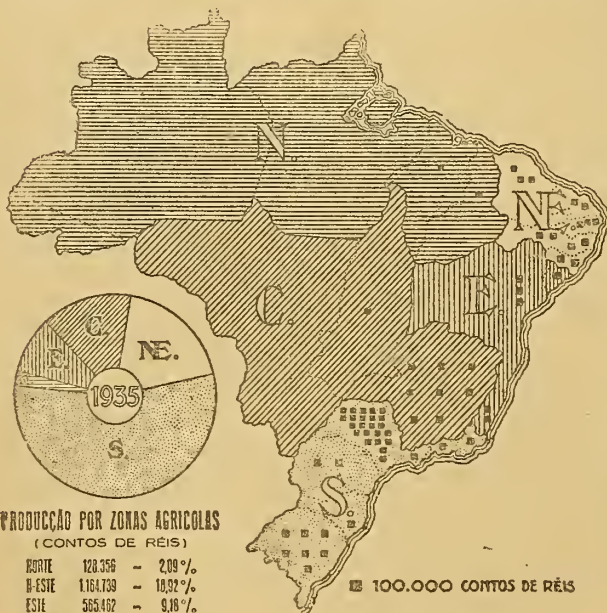 N.
NE.
C.
E.
C.
NE.
E.
1935
S.
S.
PRODUCÇÃO POR ZONAS AGRICOLAS
(CONTOS DE RÉIS)
NORTE 128.356 – 2,09 %
N-ESTE 1.164.739 – 18,92 %
ESTE 565.462 – 9,18 %
100.000 CONTOS DE RÉIS